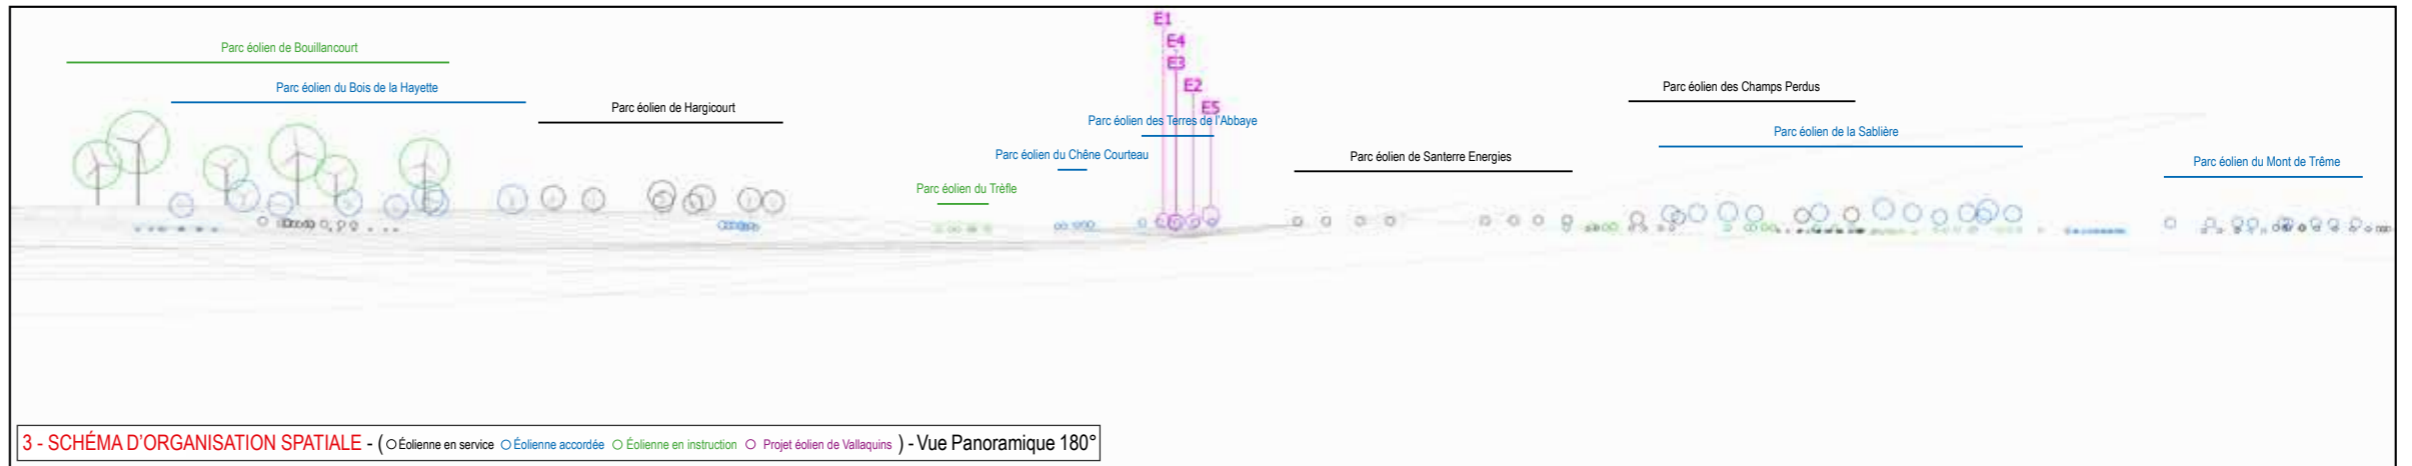 E1
Parc éolien de Bouillancourt
E4
E3
Parc éolien du Bois de la Hayette
E2
Parc éolien des Champs Perdus
Parc éolien de Hargicourt
E5
Parc éolien des Terres de l'Abbaye
Parc éolien de la Sablière
Parc éolien du Chêne Courteau
Parc éolien de Santerre Energies
Parc éolien du Mont de Trême
Parc éolien du Trèfle
3 - SCHÉMA D'ORGANISATION SPATIALE - ( Éolienne en service Éolienne accordée Éolienne en instruction Projet éolien de Vallaquins ) - Vue Panoramique 180°